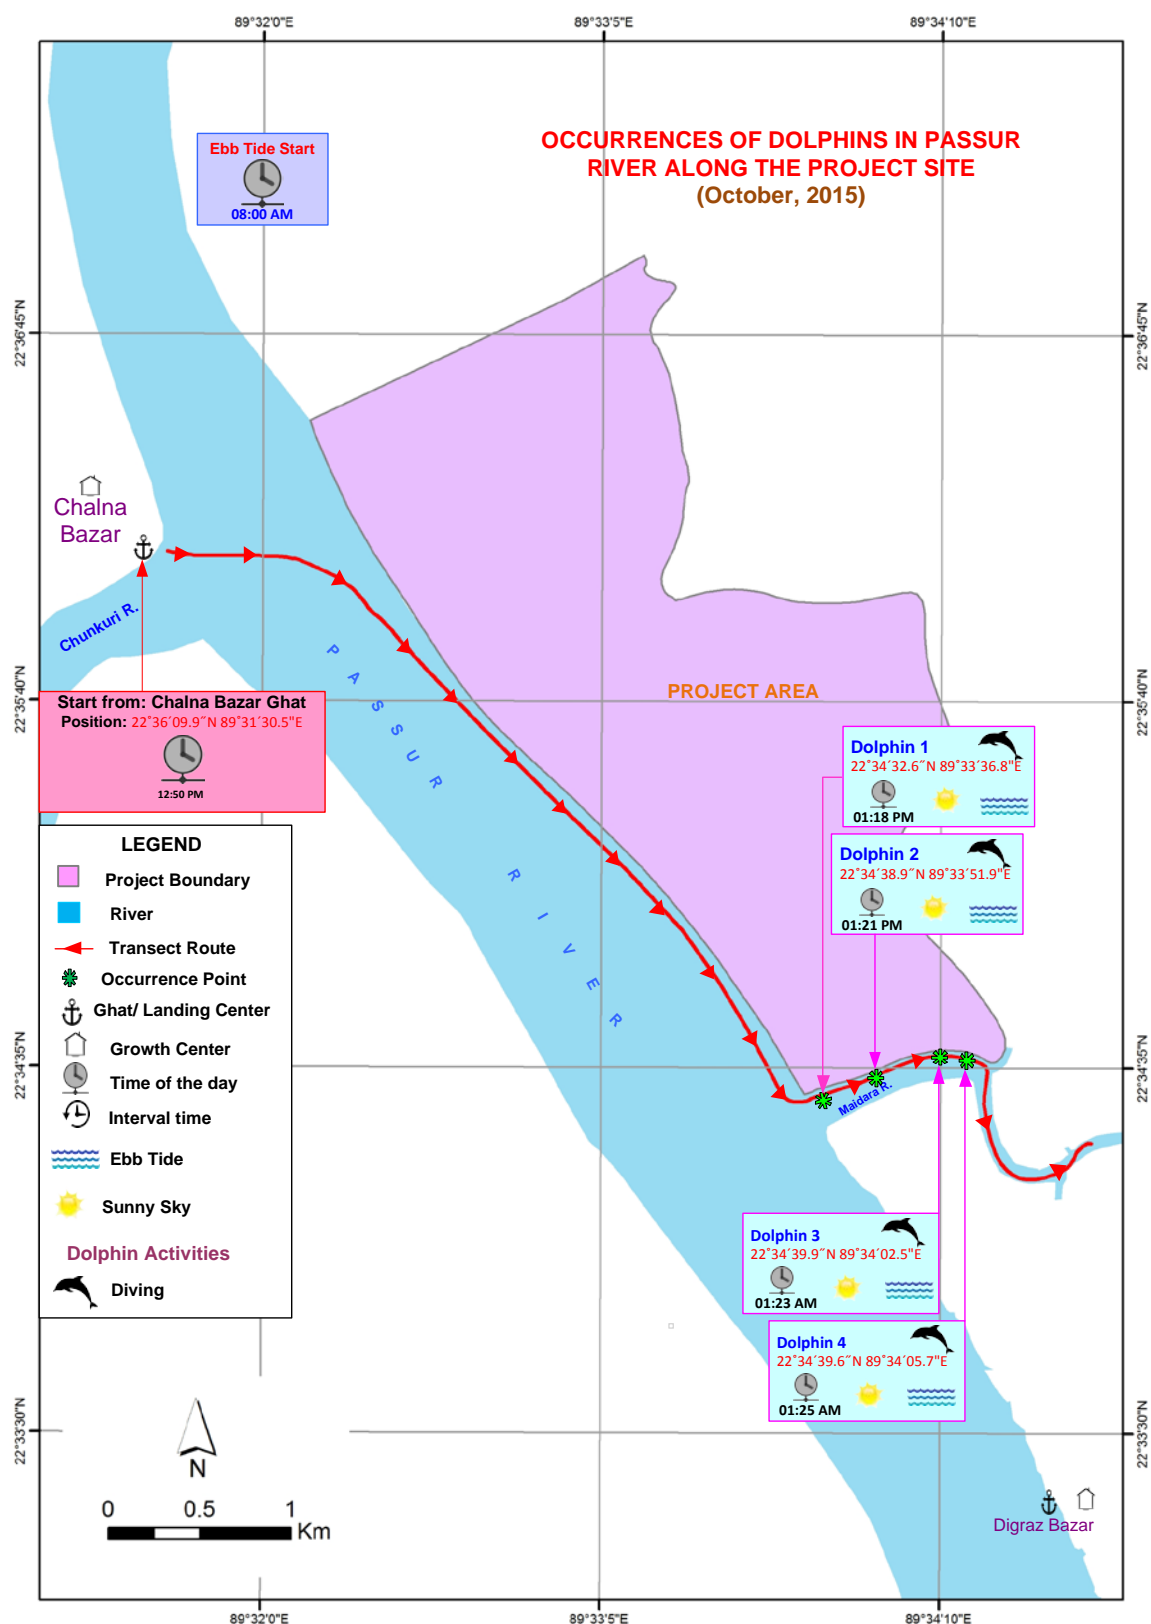 89°32'0"E
89°33'5"E
89°34'10"E
OCCURRENCES OF DOLPHINS IN PASSUR
RIVER ALONG THE PROJECT SITE
(October, 2015)
Ebb Tide Start
08:00 AM
22°36'45"N
22°36'45"N
Chalna
Bazar
Chunkuri R.
PASSUR
RIVER
22°35'40"N
22°35'40"N
PROJECT AREA
Start from: Chalna Bazar Ghat
Position: 22°36´09.9˝N 89°31´30.5"E
12:50 PM
Dolphin 1
22°34´32.6˝N 89°33´36.8"E
01:18 PM
Dolphin 2
22°34´38.9˝N 89°33´51.9"E
01:21 PM
LEGEND
Project Boundary
River
Transect Route
Occurrence Point
Ghat/ Landing Center
Growth Center
Time of the day
Interval time
Ebb Tide
Sunny Sky
Dolphin Activities
Diving
22°34'35"N
22°34'35"N
Maidara R.
Dolphin 3
22°34´39.9˝N 89°34´02.5"E
01:23 AM
Dolphin 4
22°34´39.6˝N 89°34´05.7"E
01:25 AM
22°33'30"N
22°33'30"N
N
0 0.5 1
Km
Digraz Bazar
89°32'0"E
89°33'5"E
89°34'10"E